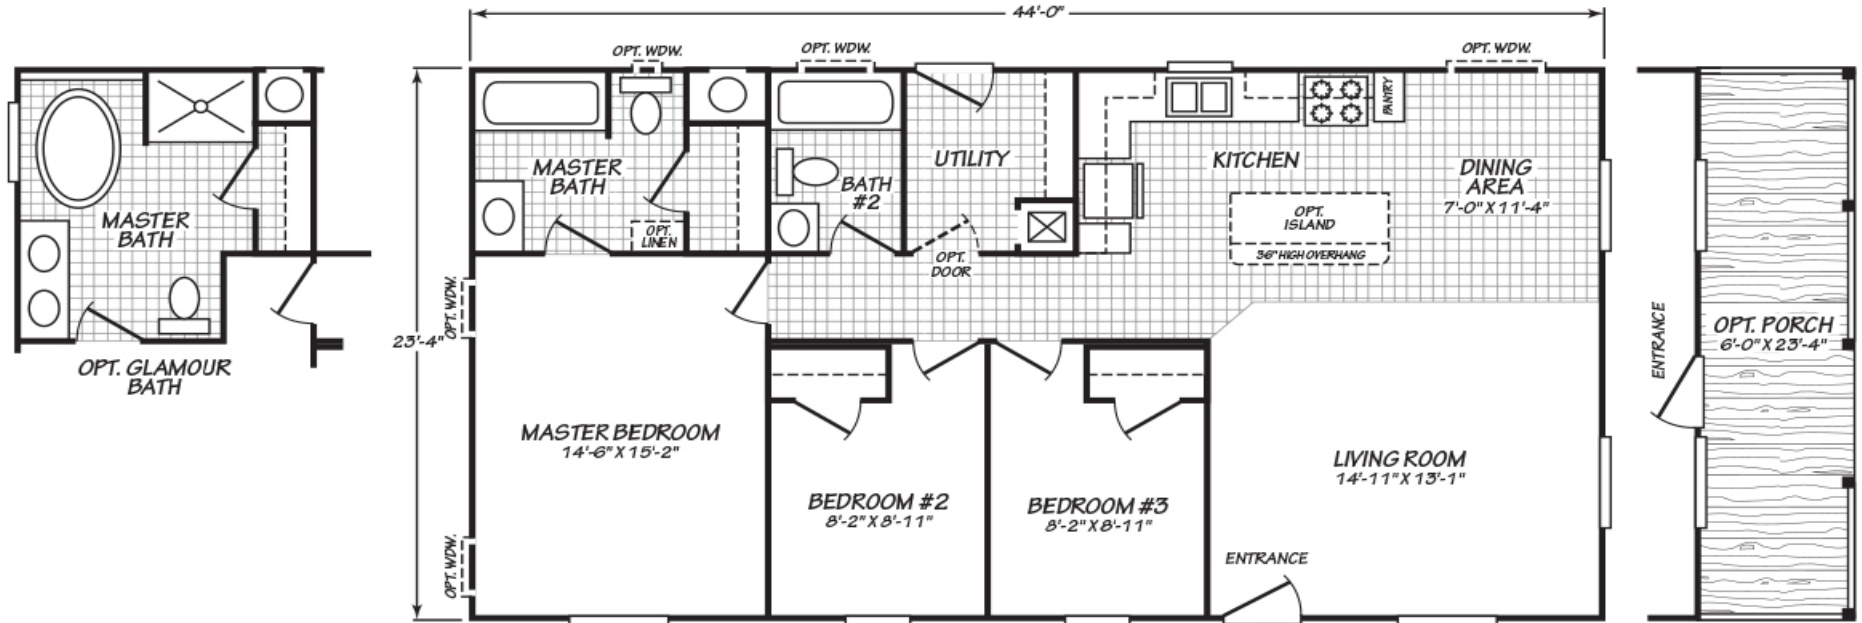 44'-0"
OPT. WDW.
OPT. WDW.
OPT. WDW.
MASTER
BATH
OPT. GLAMOUR
BATH
MASTER
BATH
OPT.
LINEN
BATH
#2
UTILITY
OPT.
DOOR
PANTRY
KITCHEN
DINING
AREA
7'-0" X 11'-4"
OPT.
ISLAND
36" HIGH OVERHANG
OPT. WDW.
23'-4"
OPT. WDW.
MASTER BEDROOM
14'-6" X 15'-2"
BEDROOM #2
8'-2" X 8'-11"
BEDROOM #3
8'-2" X 8'-11"
LIVING ROOM
14'-11" X 13'-1"
ENTRANCE
ENTRANCE
OPT. PORCH
6'-0" X 23'-4"